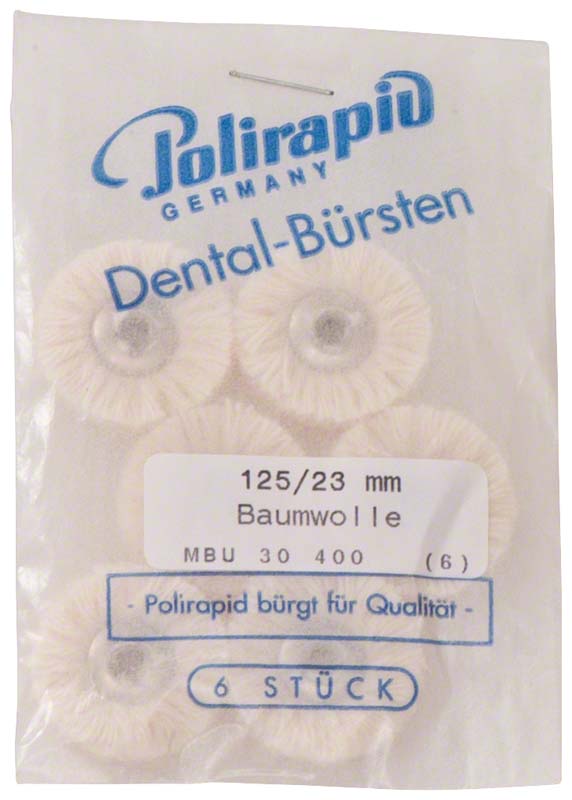 Polirapid
GERMANY
Dental-Bürsten
125/23 mm
Baumwolle
MBU 30 400 (6)
- Polirapid bürgt für Qualität -
6 STÜCK